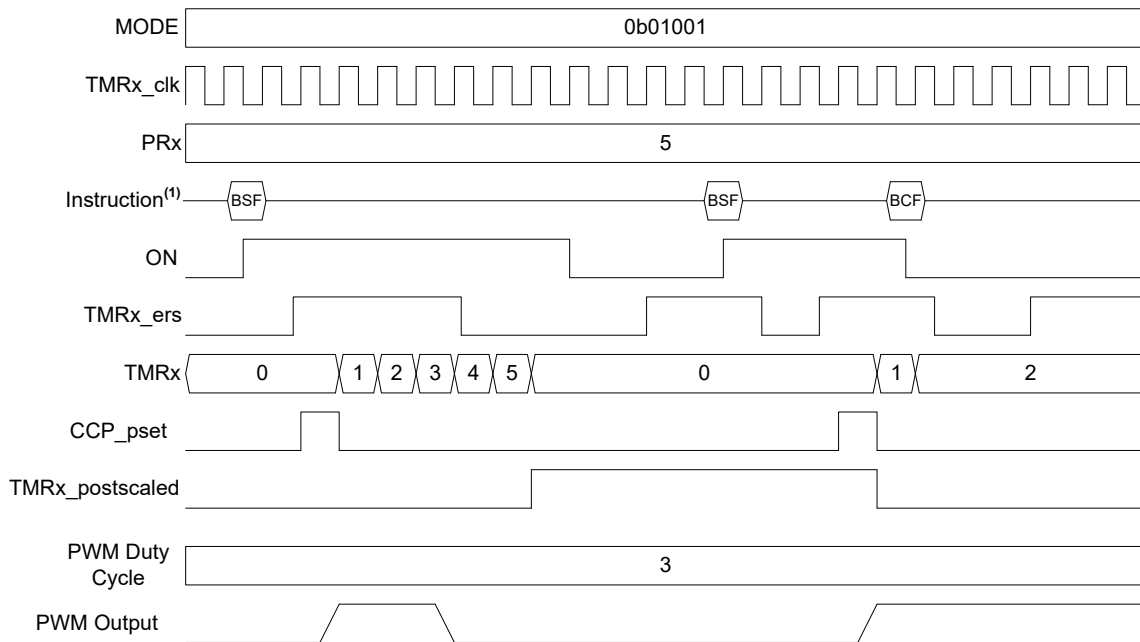 MODE 0b01001
TMRx_clk
PRx 5
Instruction(1) BSF BSF BCF
ON
TMRx_ers
TMRx 0 1 2 3 4 5 0 1 2
CCP_pset
TMRx_postscaled
PWM Duty
Cycle 3
PWM Output